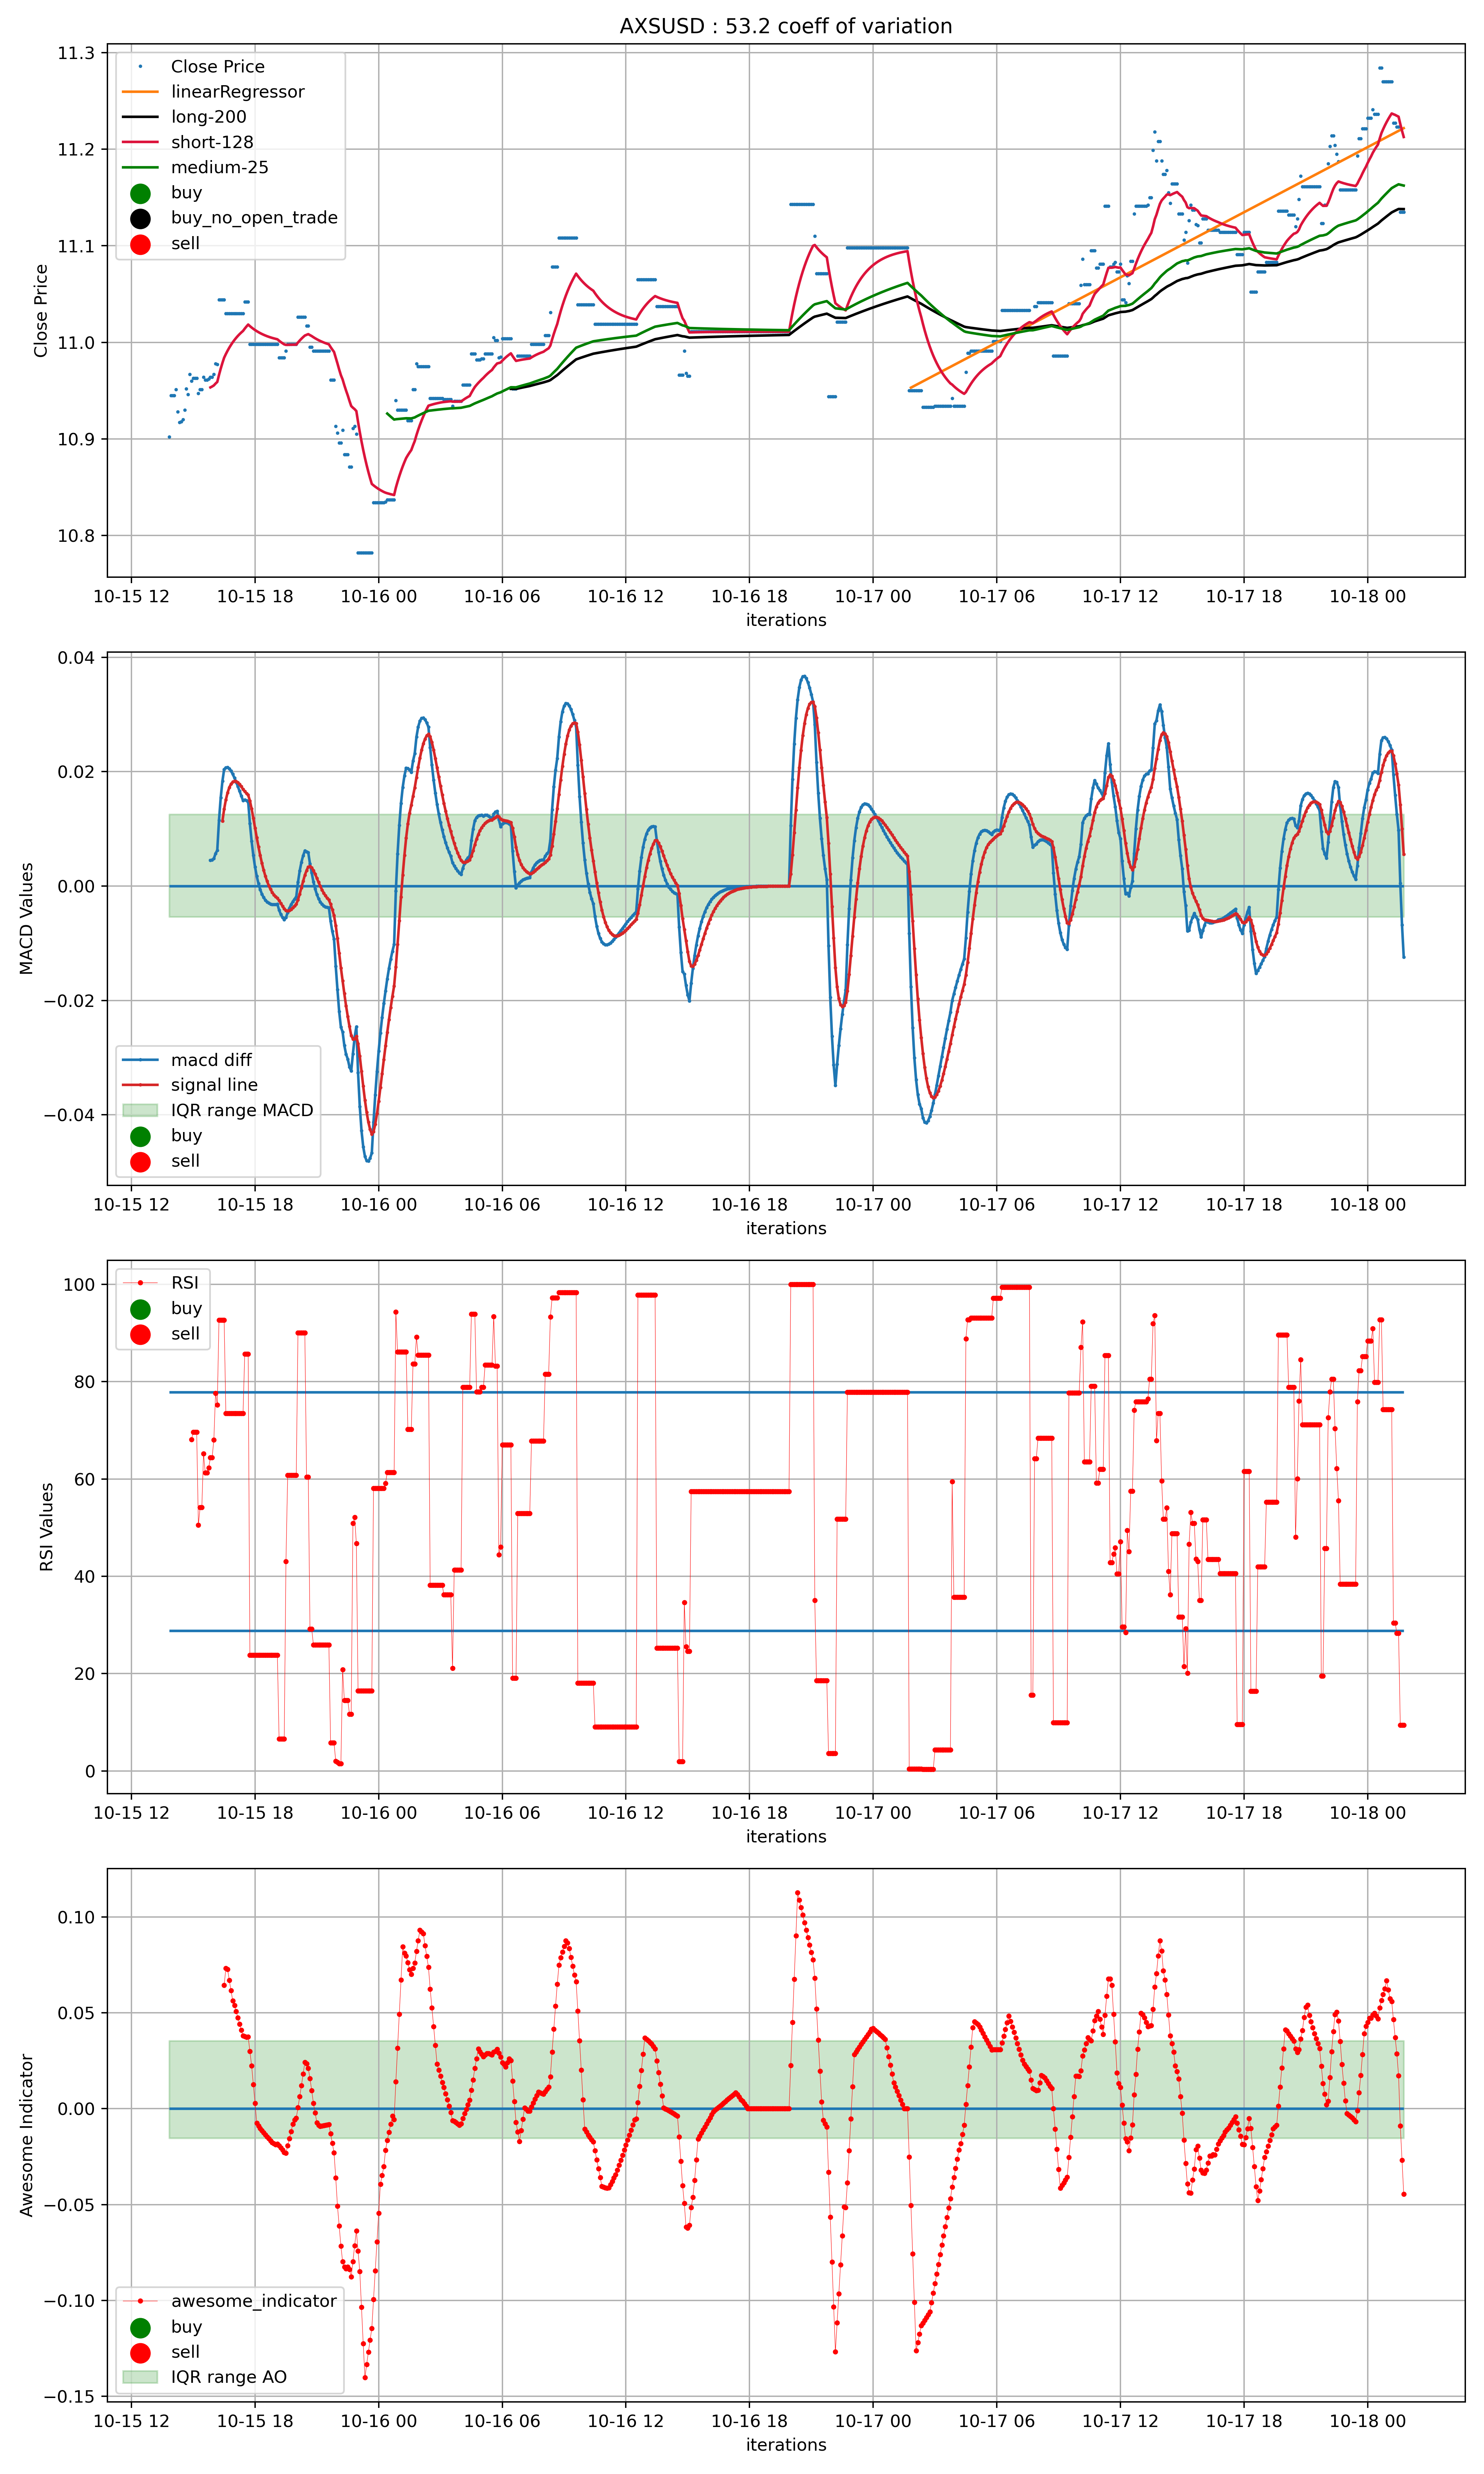 AXSUSD : 53.2 coeff of variation
Close Price
11.3
11.2
11.1
11.0
10.9
10.8
Close Price
linearRegressor
long-200
short-128
medium-25
buy
buy_no_open_trade
sell
10-15 12 10-15 18 10-16 00 10-16 06 10-16 12 10-16 18 10-17 00 10-17 06 10-17 12 10-17 18 10-18 00
iterations
MACD Values
0.04
0.02
0.00
−0.02
−0.04
macd diff
signal line
IQR range MACD
buy
sell
10-15 12 10-15 18 10-16 00 10-16 06 10-16 12 10-16 18 10-17 00 10-17 06 10-17 12 10-17 18 10-18 00
iterations
RSI Values
100
80
60
40
20
0
RSI
buy
sell
10-15 12 10-15 18 10-16 00 10-16 06 10-16 12 10-16 18 10-17 00 10-17 06 10-17 12 10-17 18 10-18 00
iterations
Awesome Indicator
0.10
0.05
0.00
−0.05
−0.10
−0.15
awesome_indicator
buy
sell
IQR range AO
10-15 12 10-15 18 10-16 00 10-16 06 10-16 12 10-16 18 10-17 00 10-17 06 10-17 12 10-17 18 10-18 00
iterations